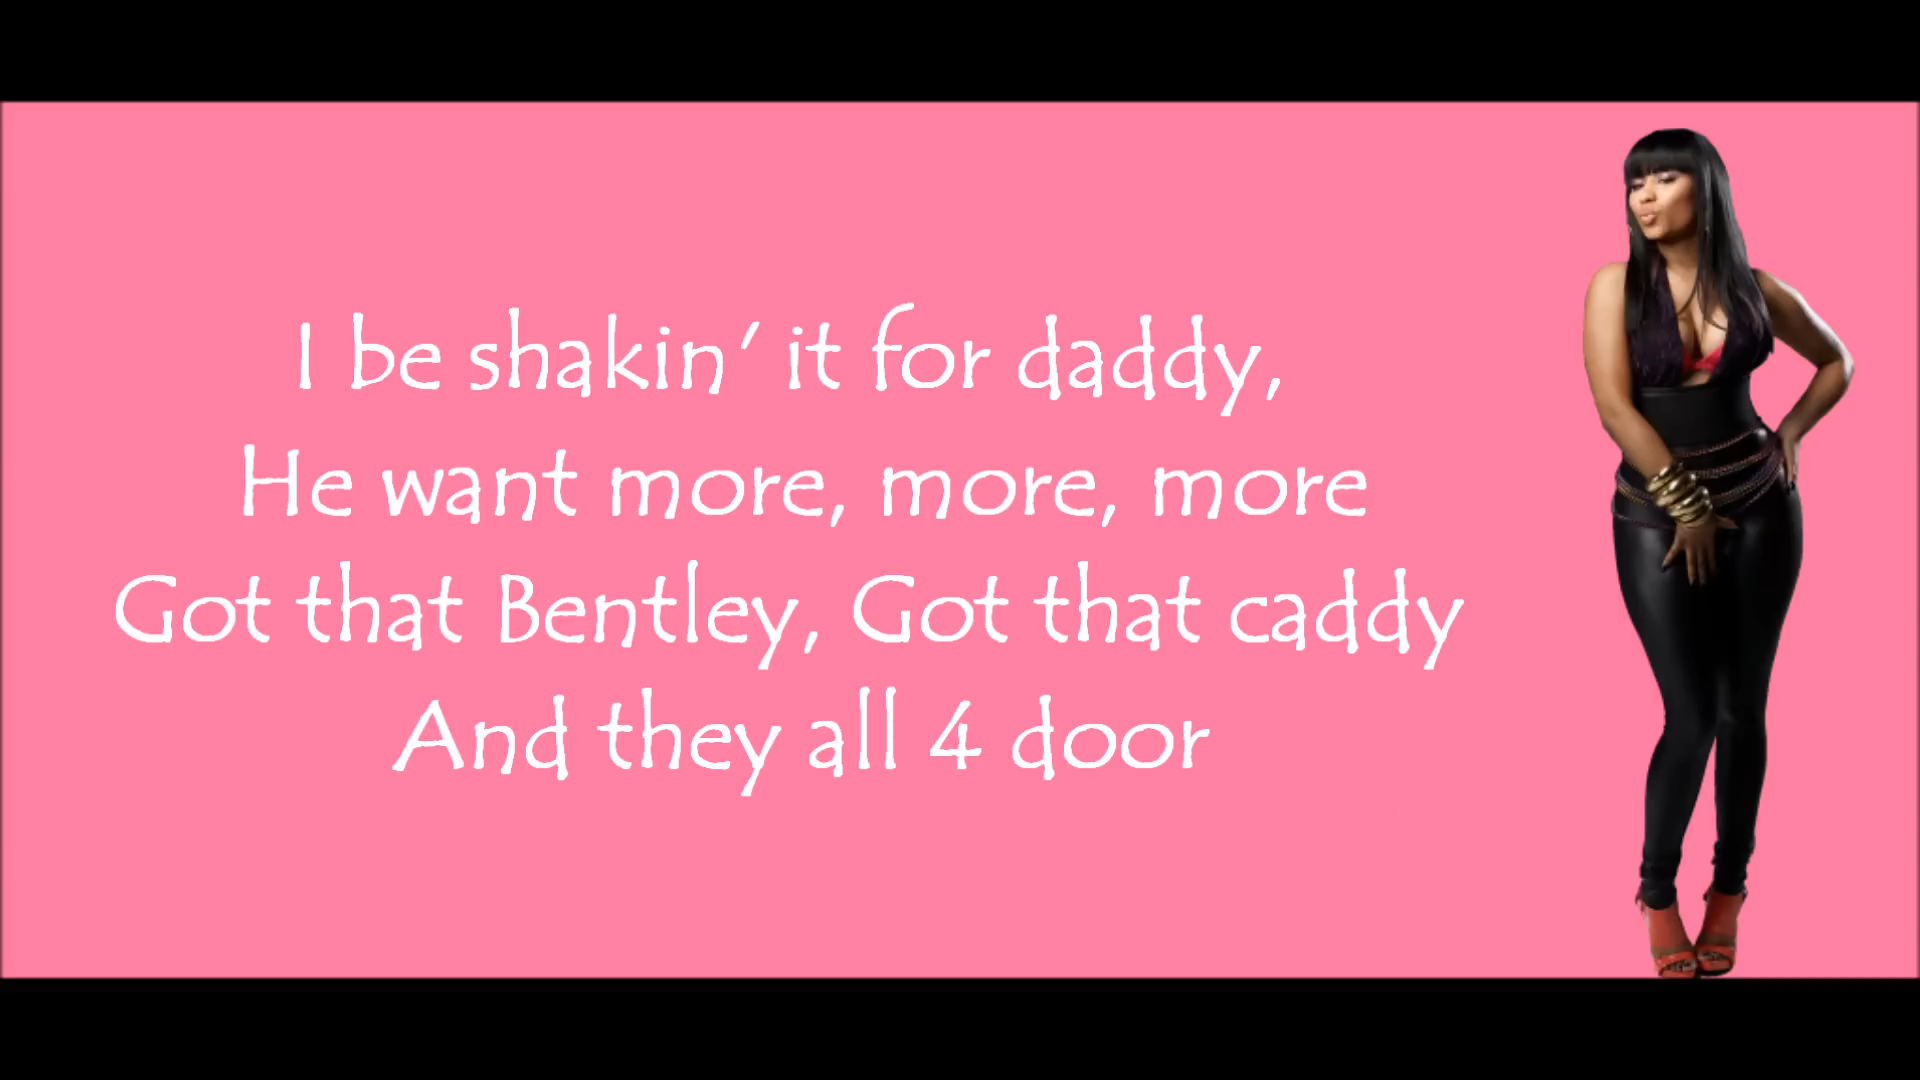 I be shakin' it for daddy,
He want more, more, more
Got that Bentley, Got that caddy
And they all 4 door